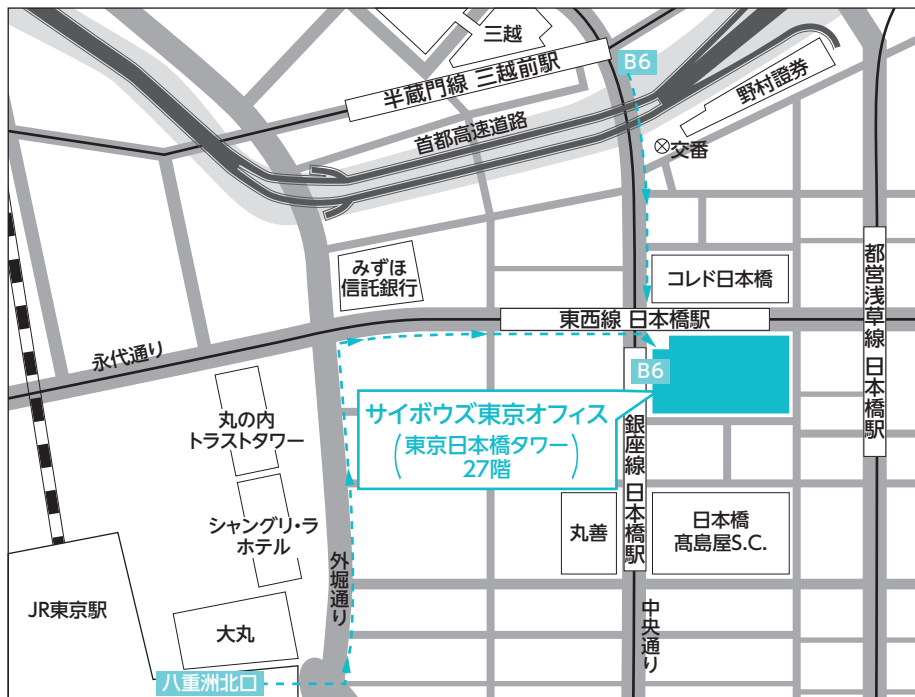 三越
B6
半蔵門線 三越前駅
野村證券
首都高速道路
交番
みずほ
信託銀行
コレド日本橋
都営浅草線 日本橋駅
東西線 日本橋駅
永代通り
B6
サイボウズ東京オフィス
(東京日本橋タワー
27階)
丸の内
トラストタワー
銀座線 日本橋駅
シャングリ・ラ
ホテル
丸善
日本橋
髙島屋S.C.
外堀通り
JR東京駅
大丸
中央通り
八重洲北口